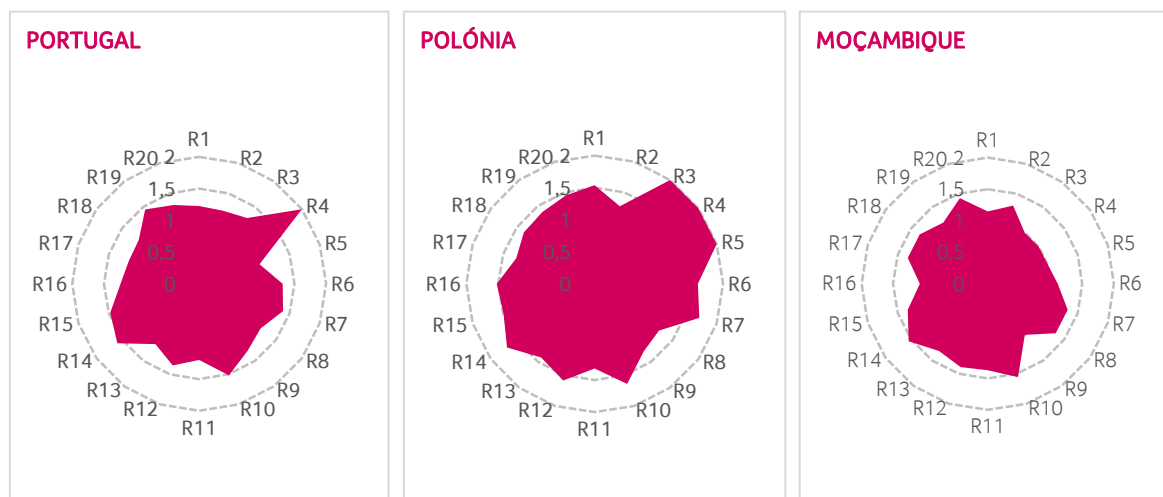 PORTUGAL
R1
R2
R3
R4
R5
R6
R7
R8
R9
R10
R11
R12
R13
R14
R15
R16
R17
R18
R19
R20
2
1,5
1
0,5
0
POLÓNIA
R1
R2
R3
R4
R5
R6
R7
R8
R9
R10
R11
R12
R13
R14
R15
R16
R17
R18
R19
R20
2
1,5
1
0,5
0
MOÇAMBIQUE
R1
R2
R3
R4
R5
R6
R7
R8
R9
R10
R11
R12
R13
R14
R15
R16
R17
R18
R19
R20
2
1,5
1
0,5
0